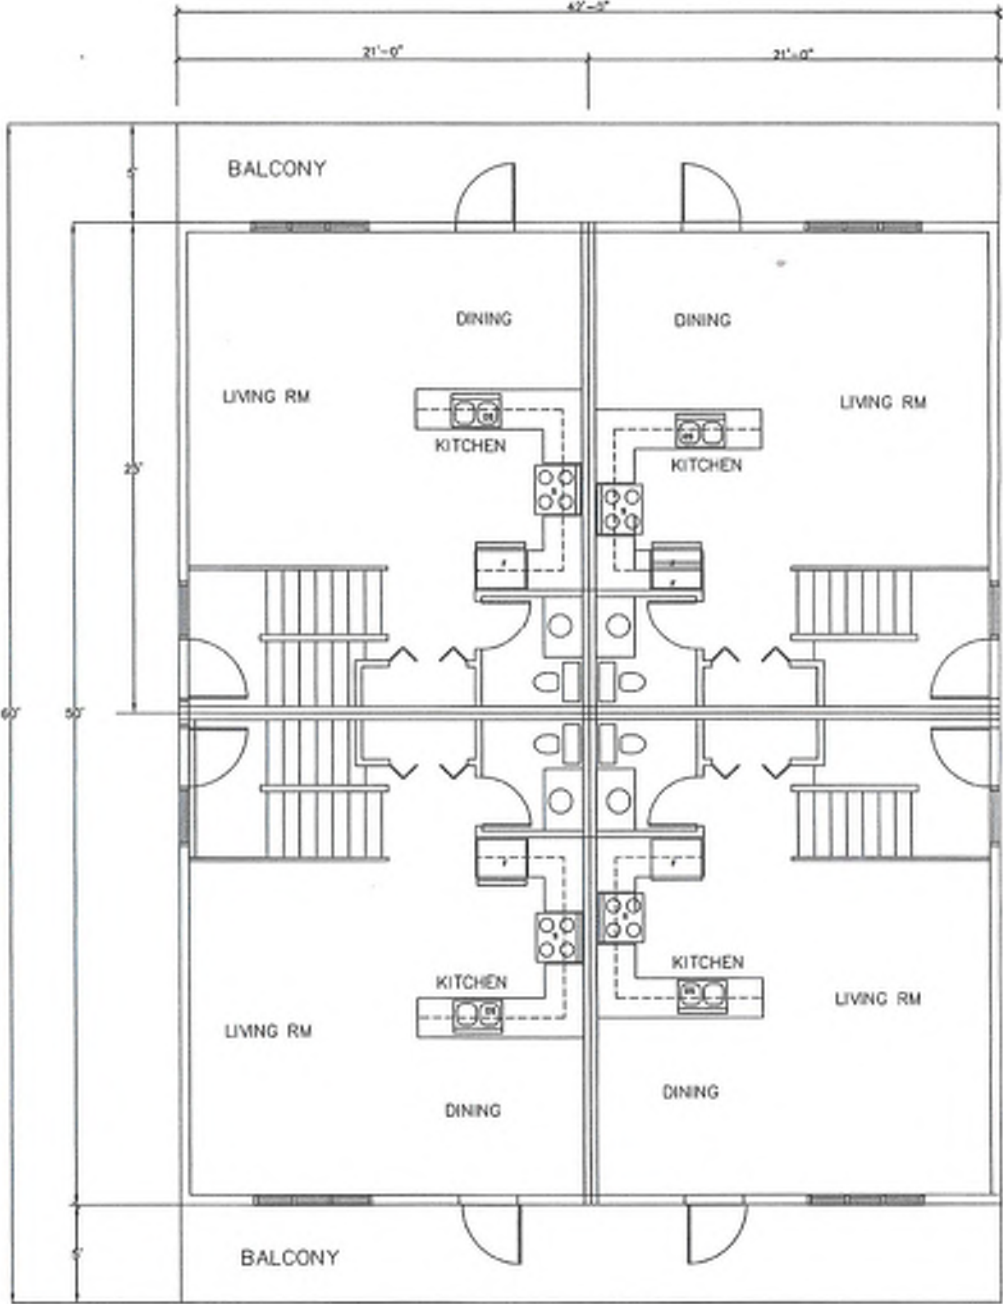 42'-0"
21'-0"
21'-0"
BALCONY
5'
DINING
DINING
LIVING RM
LIVING RM
KITCHEN
KITCHEN
25'
60'
50'
KITCHEN
KITCHEN
LIVING RM
LIVING RM
DINING
DINING
BALCONY
5'